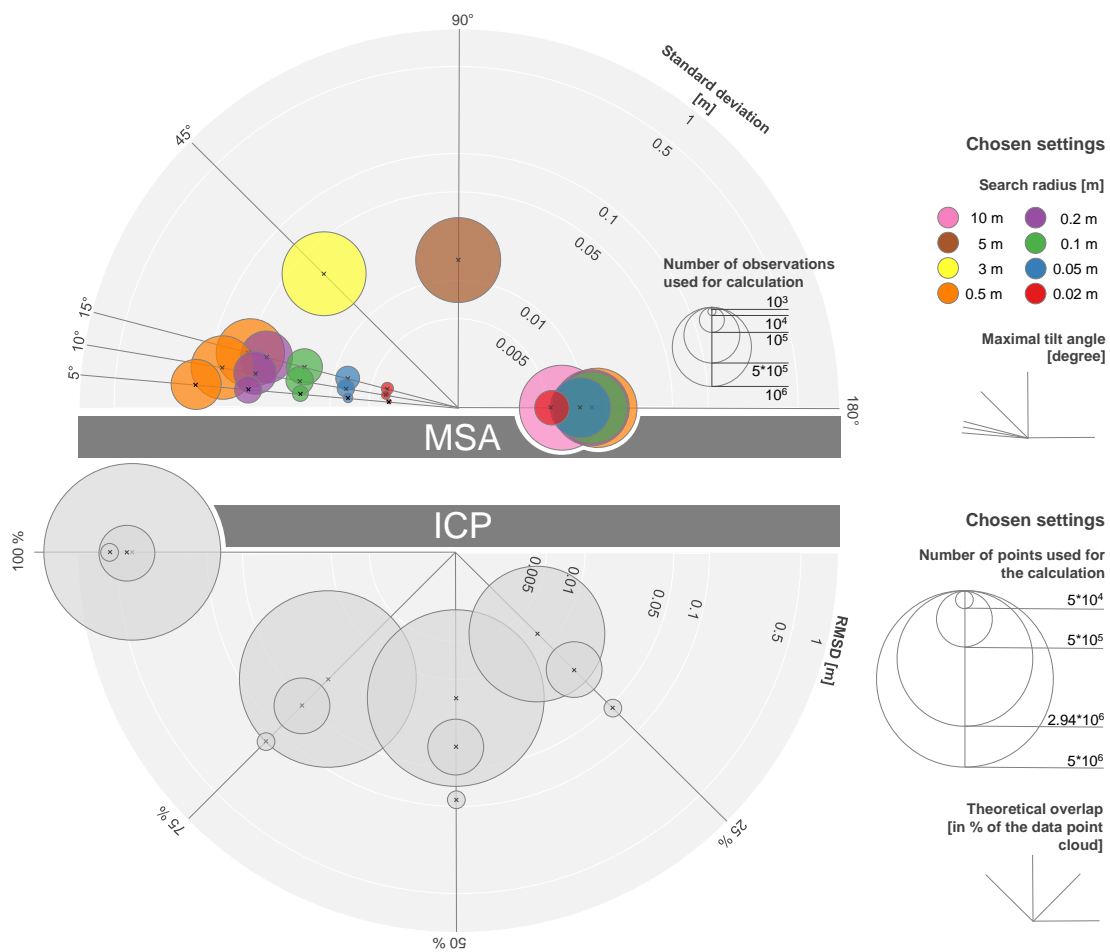 90°
Standard deviation
[m]
1
0.5
45°
0.1
0.05
0.01
0.005
Number of observations
used for calculation
10³
10⁴
10⁵
5*10⁵
10⁶
15°
10°
5°
180°
MSA
Chosen settings
Search radius [m]
10 m
0.2 m
5 m
0.1 m
3 m
0.05 m
0.5 m
0.02 m
Maximal tilt angle
[degree]
ICP
100 %
0.005
0.01
0.05
0.1
0.5
1
RMSD [m]
75 %
50 %
25 %
Chosen settings
Number of points used for
the calculation
5*10⁴
5*10⁵
2.94*10⁶
5*10⁶
Theoretical overlap
[in % of the data point
cloud]